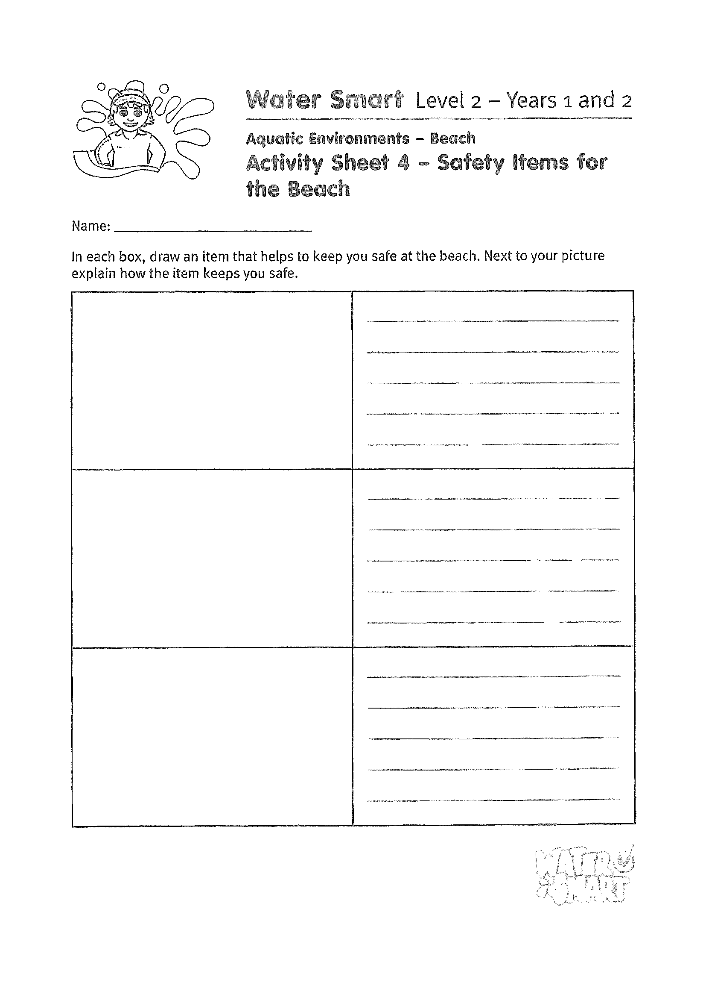 Water Smart Level 2 – Years 1 and 2
Aquatic Environments – Beach
Activity Sheet 4 – Safety Items for
the Beach
Name:
In each box, draw an item that helps to keep you safe at the beach. Next to your picture
explain how the item keeps you safe.
WATER
SMART